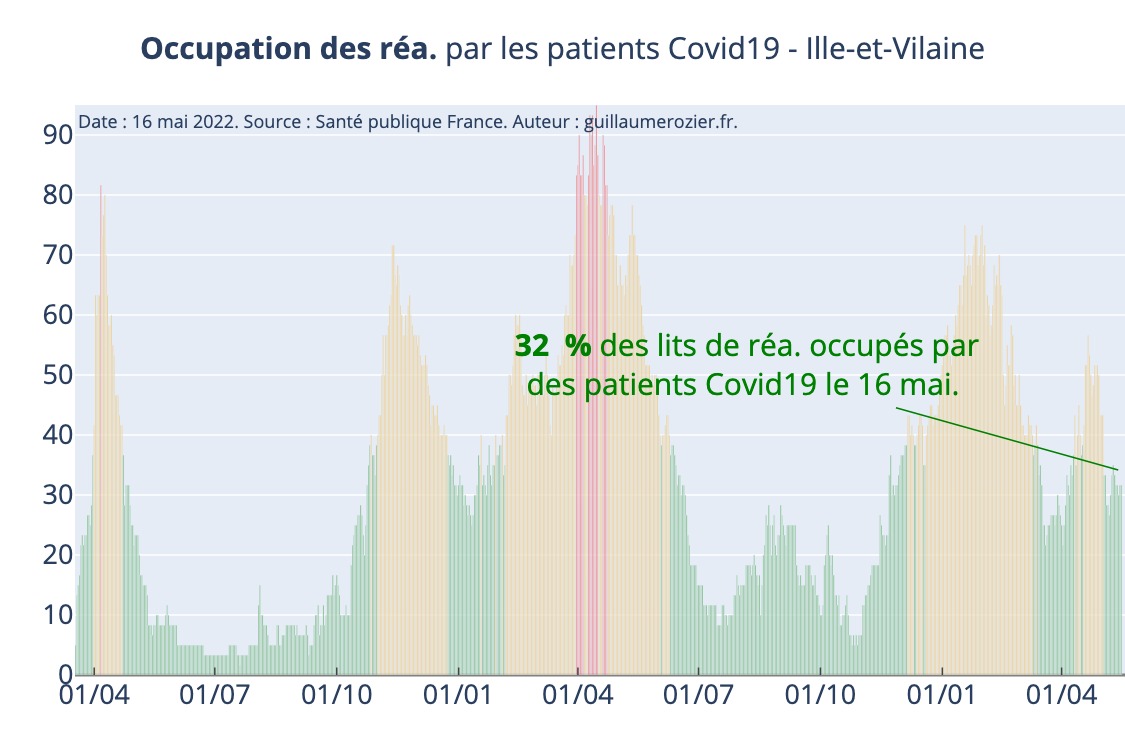 Occupation des réa. par les patients Covid19 - Ille-et-Vilaine
Date : 16 mai 2022. Source : Santé publique France. Auteur : guillaumerozier.fr.
90
80
70
60
32 % des lits de réa. occupés par
des patients Covid19 le 16 mai.
50
40
30
20
10
0
01/04 01/07 01/10 01/01 01/04 01/07 01/10 01/01 01/04